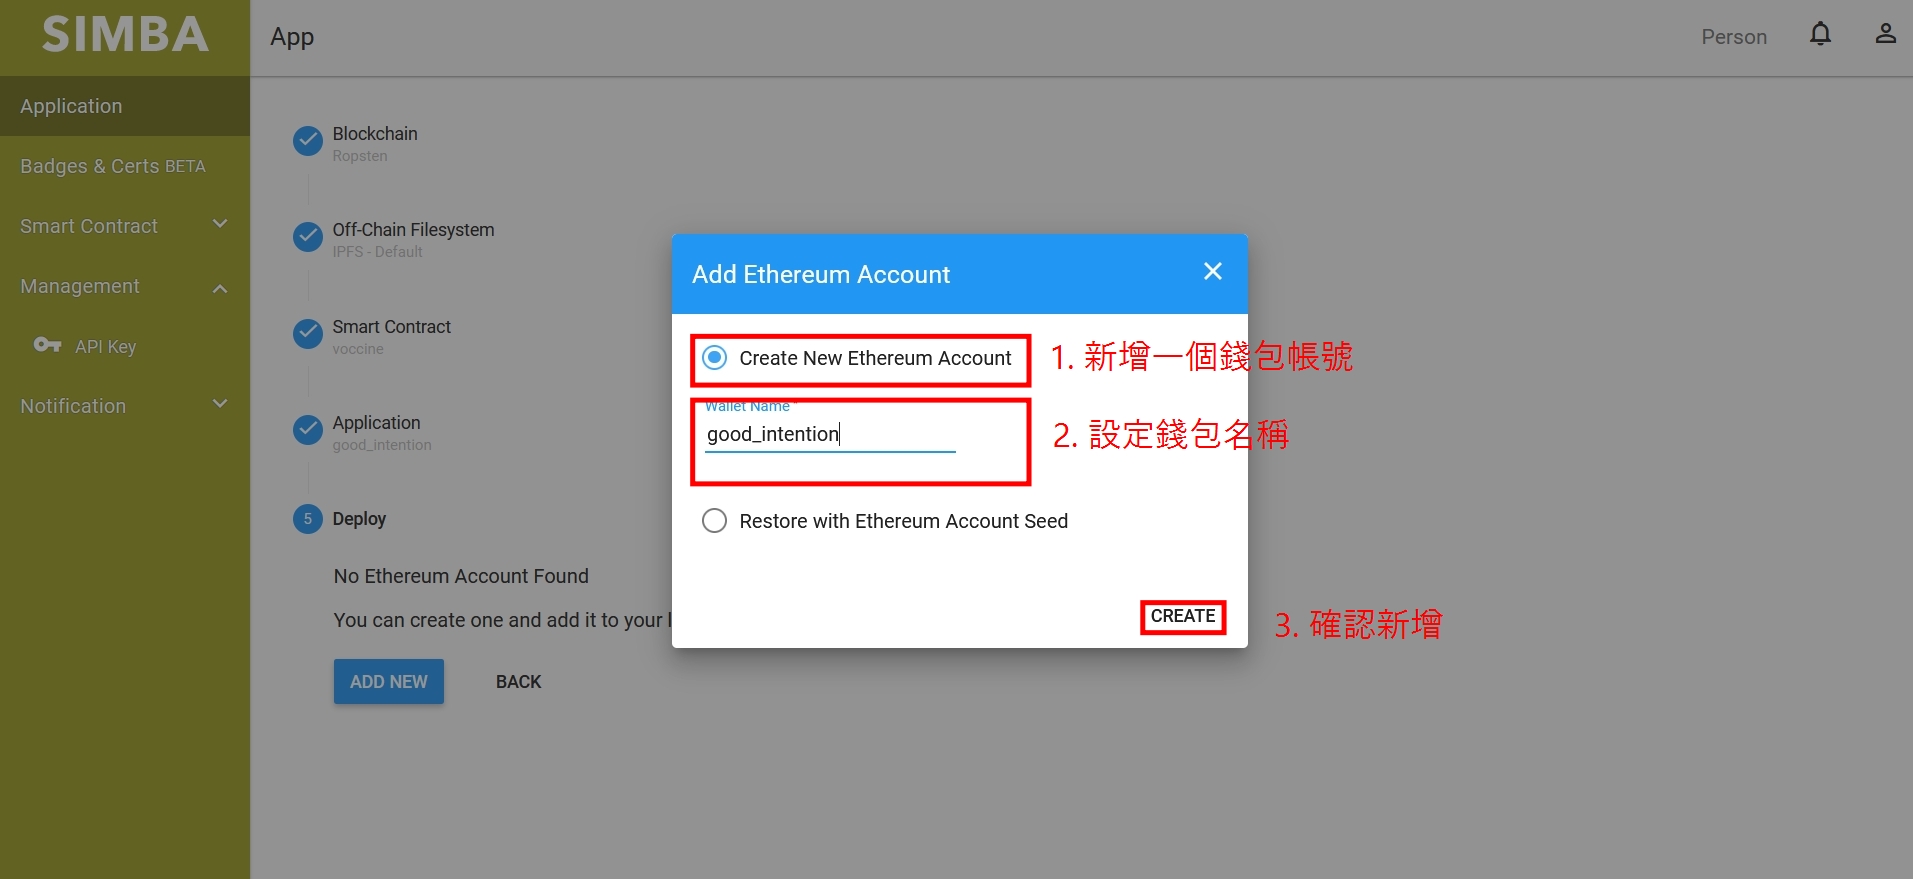 SIMBA
App
Person
Application
Badges & Certs BETA
Smart Contract
Management
API Key
Notification
Blockchain
Ropsten
Off-Chain Filesystem
IPFS - Default
Smart Contract
voccine
Application
good_intention
5 Deploy
No Ethereum Account Found
You can create one and add it to your l
ADD NEW
BACK
Add Ethereum Account
Create New Ethereum Account
1. 新增一個錢包帳號
Wallet Name *
good_intention
2. 設定錢包名稱
Restore with Ethereum Account Seed
CREATE
3. 確認新增